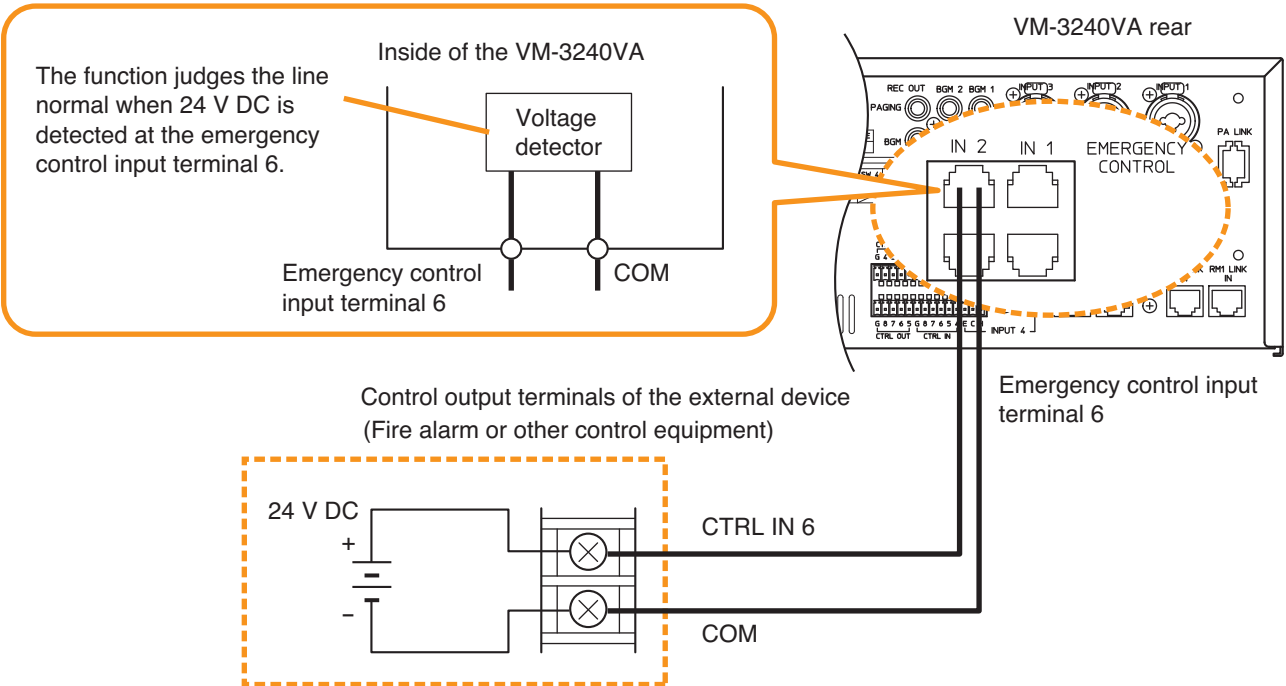 VM-3240VA rear
Inside of the VM-3240VA
The function judges the line
normal when 24 V DC is
detected at the emergency
control input terminal 6.
Voltage
detector
Emergency control
input terminal 6
COM
REC OUT BGM 2 BGM 1 INPUT 3 INPUT 2 INPUT 1
PAGING
PA LINK
BGM
IN 2 IN 1
EMERGENCY
CONTROL
SW 4
G 4
RM1 LINK
IN
G 8 7 6 5 G 8 7 6 5
CTRL OUT CTRL IN INPUT 4
Emergency control input
terminal 6
Control output terminals of the external device
(Fire alarm or other control equipment)
24 V DC
+
−
CTRL IN 6
COM